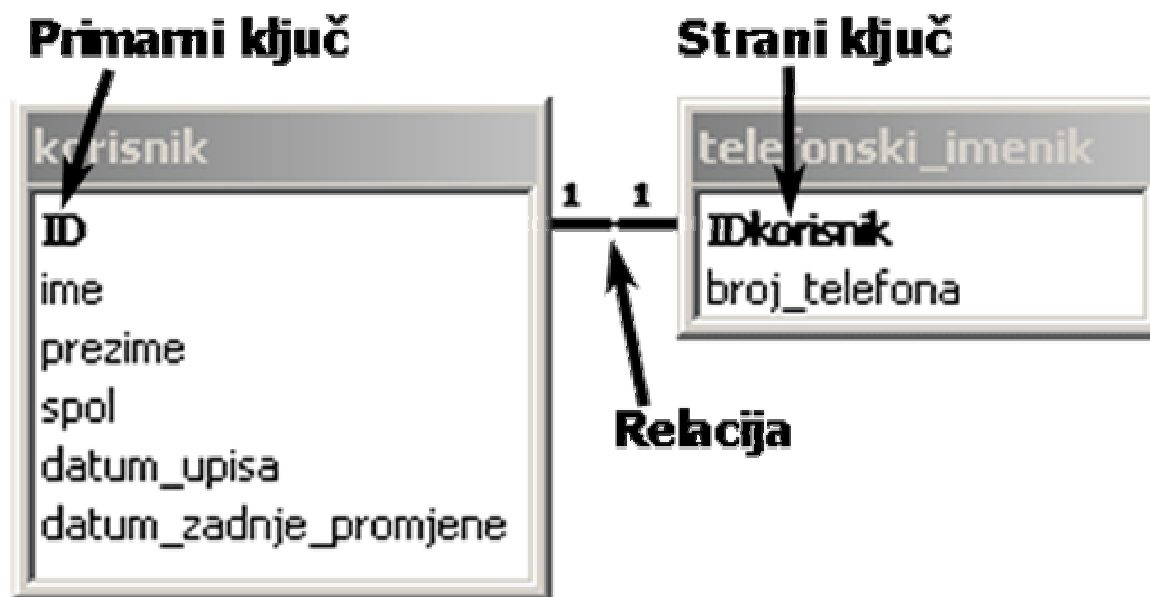 Primarni ključ
Strani ključ
korisnik
ID
ime
prezime
spol
datum_upisa
datum_zadnje_promjene
1 1
telefonski_imenik
IDkorisnik
broj_telefona
Relacija